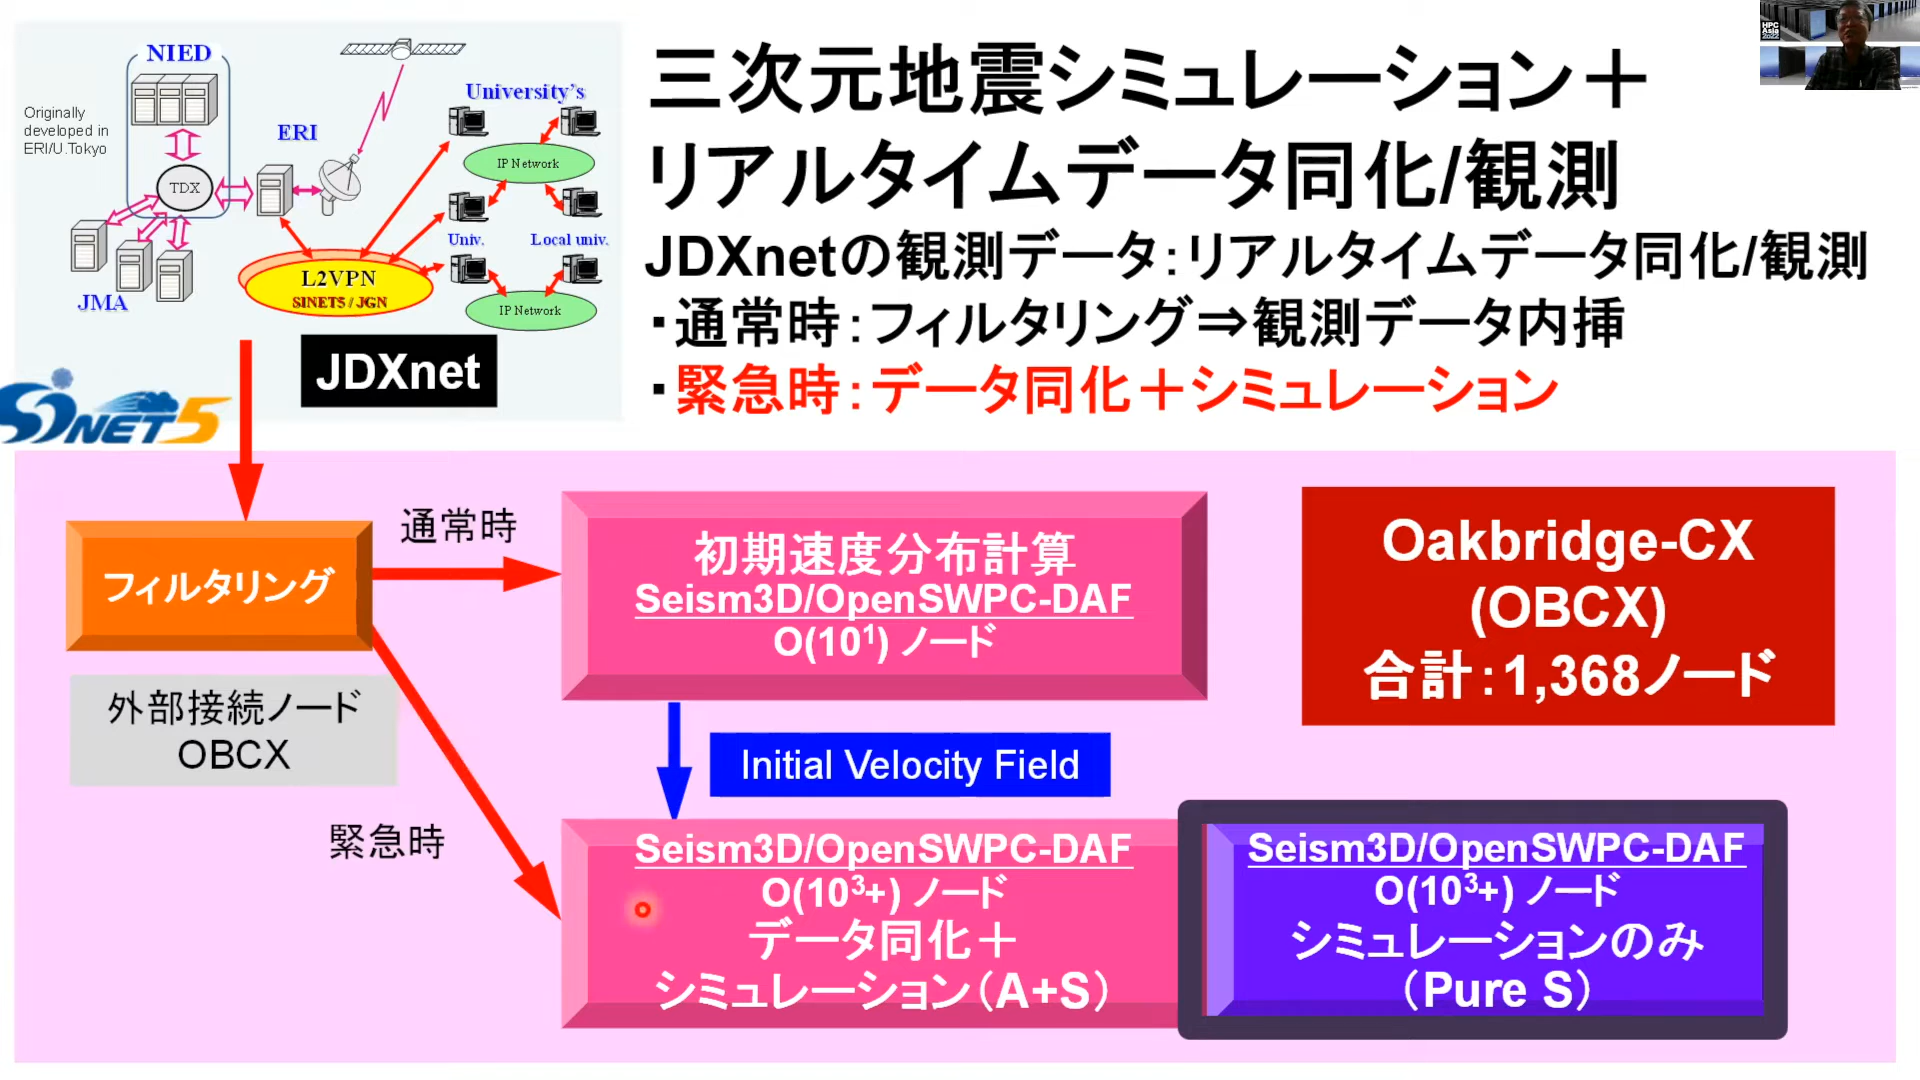 NIED
Originally
developed in
ERI/U.Tokyo
ERI
University's
IP Network
TDX
Univ.
Local univ.
L2VPN
SINET5 / JGN
IP Network
JMA
JDXnet
SINET5
三次元地震シミュレーション＋
リアルタイムデータ同化/観測
JDXnetの観測データ：リアルタイムデータ同化/観測
・通常時：フィルタリング⇒観測データ内挿
・緊急時：データ同化＋シミュレーション
HPC
Asia
2022
フィルタリング
通常時
初期速度分布計算
Seism3D/OpenSWPC-DAF
O(10¹) ノード
Oakbridge-CX
(OBCX)
合計：1,368ノード
外部接続ノード
OBCX
Initial Velocity Field
緊急時
Seism3D/OpenSWPC-DAF
O(10³+) ノード
データ同化＋
シミュレーション（A+S）
Seism3D/OpenSWPC-DAF
O(10³+) ノード
シミュレーションのみ
（Pure S）